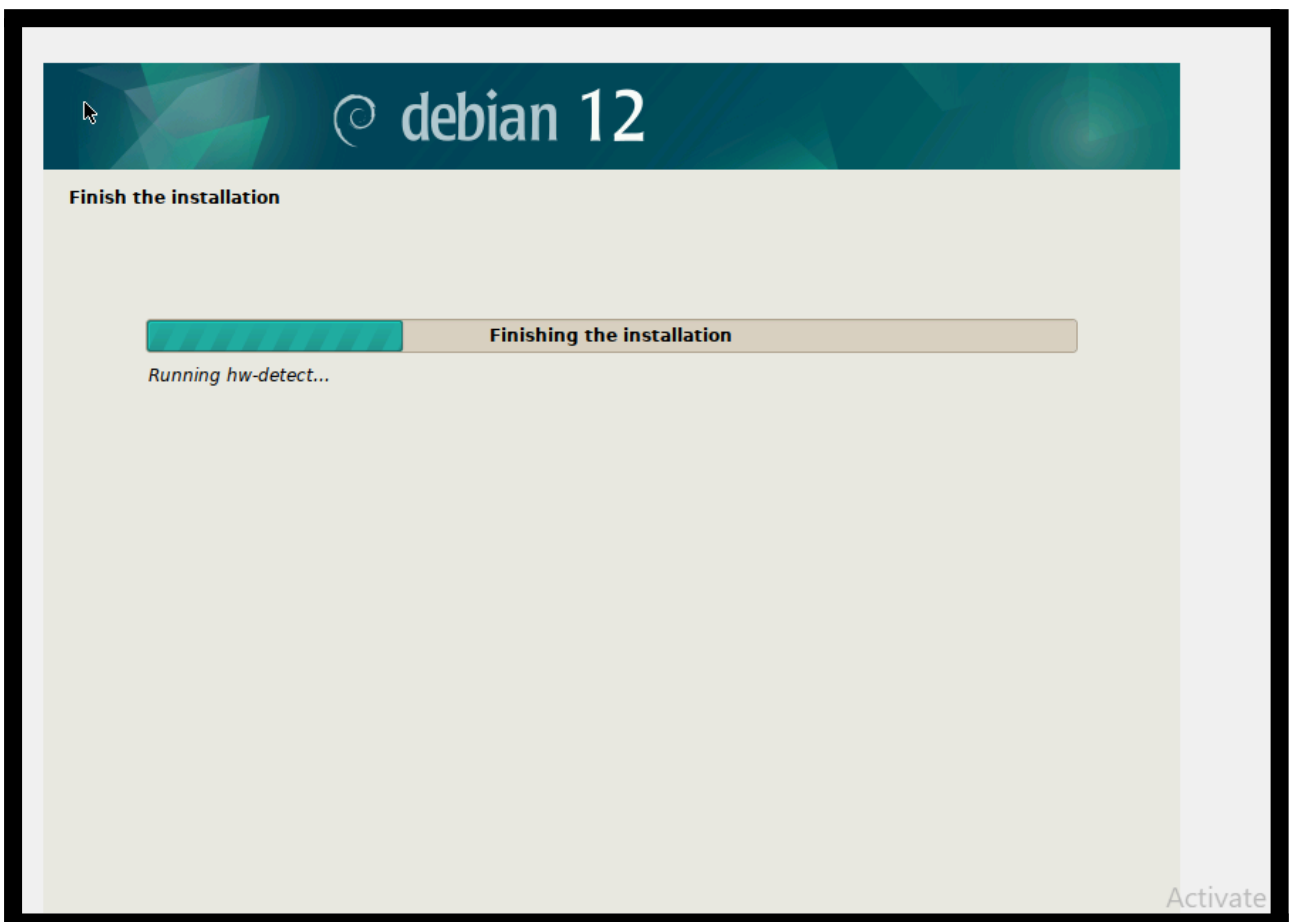 debian 12
Finish the installation
Finishing the installation
Running hw-detect...
Activate